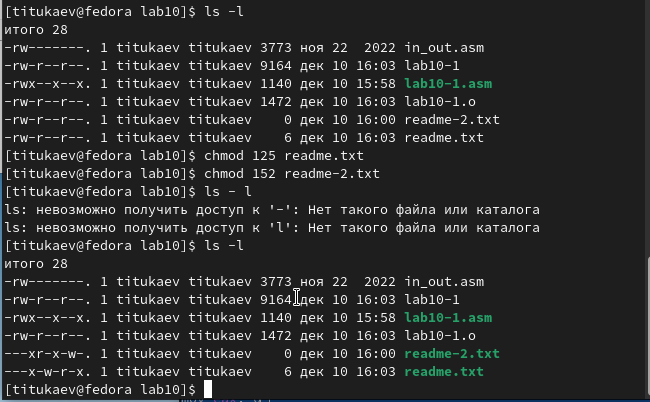 [titukaev@fedora lab10]$ ls -l
итого 28
-rw-------. 1 titukaev titukaev 3773 ноя 22  2022 in_out.asm
-rw-r--r--. 1 titukaev titukaev 9164 дек 10 16:03 lab10-1
-rwx--x--x. 1 titukaev titukaev 1140 дек 10 15:58 lab10-1.asm
-rw-r--r--. 1 titukaev titukaev 1472 дек 10 16:03 lab10-1.o
-rw-r--r--. 1 titukaev titukaev    0 дек 10 16:00 readme-2.txt
-rw-r--r--. 1 titukaev titukaev    6 дек 10 16:03 readme.txt
[titukaev@fedora lab10]$ chmod 125 readme.txt
[titukaev@fedora lab10]$ chmod 152 readme-2.txt
[titukaev@fedora lab10]$ ls - l
ls: невозможно получить доступ к '-': Нет такого файла или каталога
ls: невозможно получить доступ к 'l': Нет такого файла или каталога
[titukaev@fedora lab10]$ ls -l
итого 28
-rw-------. 1 titukaev titukaev 3773 ноя 22  2022 in_out.asm
-rw-r--r--. 1 titukaev titukaev 9164 дек 10 16:03 lab10-1
-rwx--x--x. 1 titukaev titukaev 1140 дек 10 15:58 lab10-1.asm
-rw-r--r--. 1 titukaev titukaev 1472 дек 10 16:03 lab10-1.o
---xr-x-w-. 1 titukaev titukaev    0 дек 10 16:00 readme-2.txt
---x-w-r-x. 1 titukaev titukaev    6 дек 10 16:03 readme.txt
[titukaev@fedora lab10]$